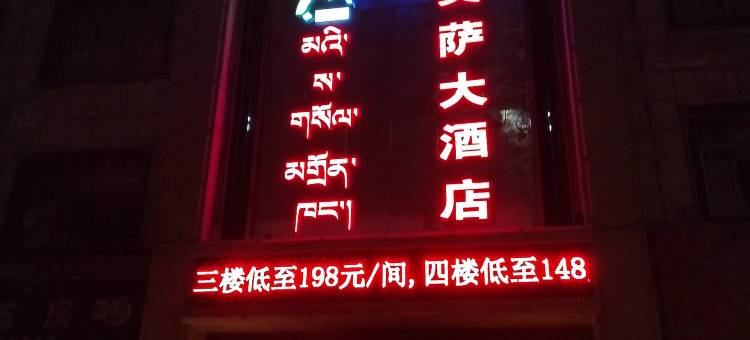 མའི་
ས་
གསོལ་
མགྲོན་
ཁང་།
萨大酒店
三楼低至198元/间,四楼低至148